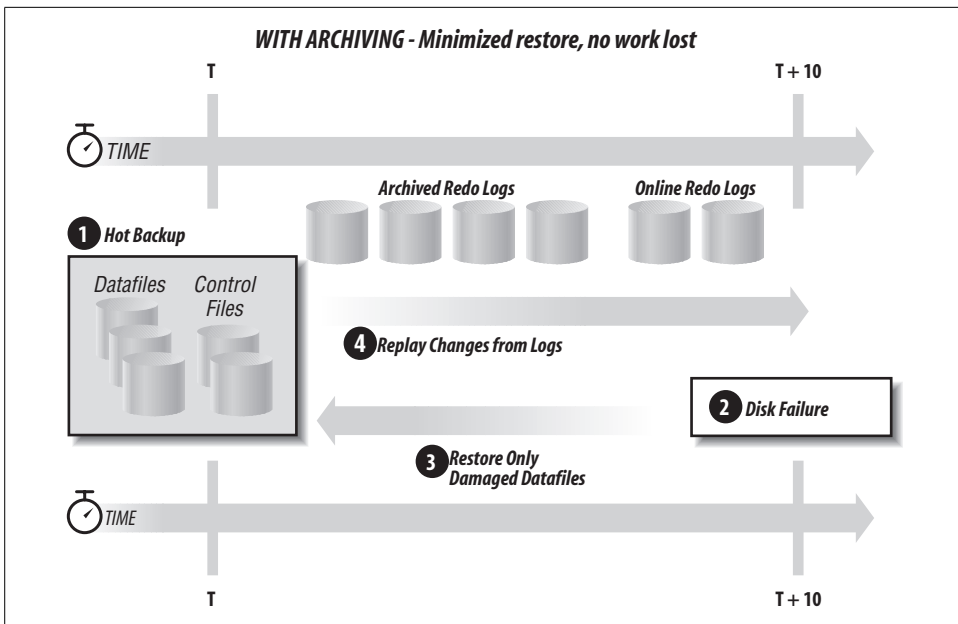 WITH ARCHIVING - Minimized restore, no work lost
T
T + 10
TIME
Archived Redo Logs
Online Redo Logs
1 Hot Backup
Datafiles
Control
Files
4 Replay Changes from Logs
2 Disk Failure
3 Restore Only
Damaged Datafiles
TIME
T
T + 10